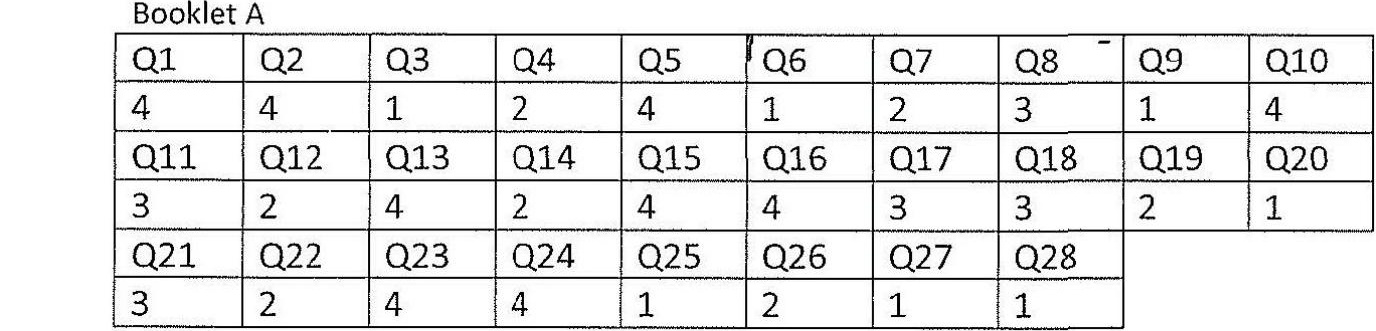 Booklet A
Q1 Q2 Q3 Q4 Q5 Q6 Q7 Q8 Q9 Q10
4 4 1 2 4 1 2 3 1 4
Q11 Q12 Q13 Q14 Q15 Q16 Q17 Q18 Q19 Q20
3 2 4 2 4 4 3 3 2 1
Q21 Q22 Q23 Q24 Q25 Q26 Q27 Q28
3 2 4 4 1 2 1 1